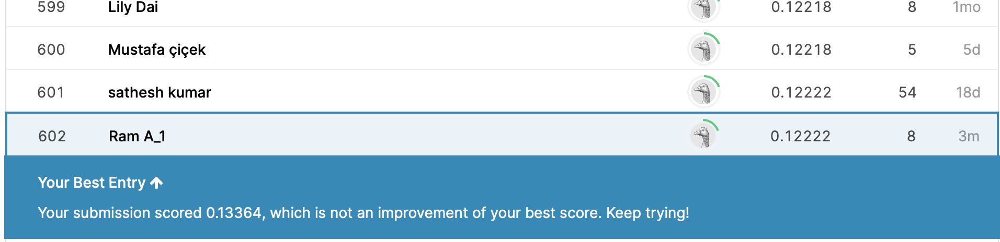 599 Lily Dai 0.12218 8 1mo
600 Mustafa çiçek 0.12218 5 5d
601 sathesh kumar 0.12222 54 18d
602 Ram A_1 0.12222 8 3m
Your Best Entry
Your submission scored 0.13364, which is not an improvement of your best score. Keep trying!